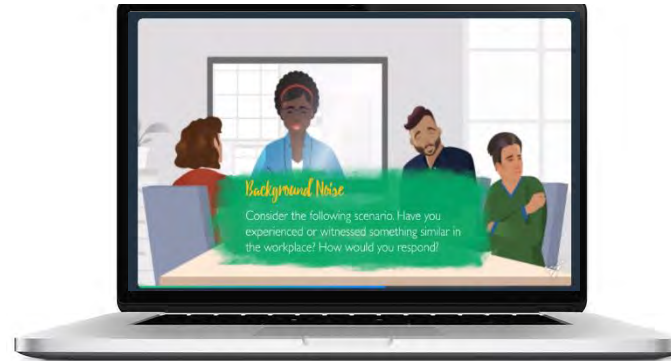 Background Noise
Consider the following scenario. Have you
experienced or witnessed something similar in
the workplace? How would you respond?